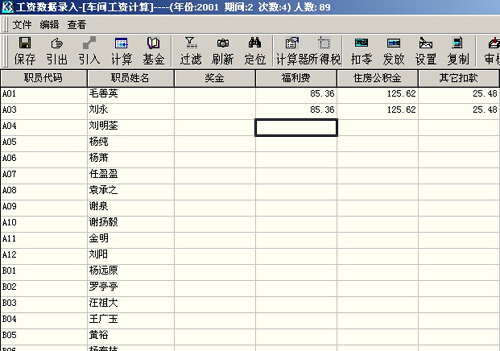 工资数据录入-[车间工资计算]----(年份:2001 期间:2 次数:4) 人数:89
文件 编辑 查看
保存 引出 引入 计算 基金 过滤 刷新 定位 计算器 所得税 扣零 发放 设置 复制 审核
职员代码 职员姓名 奖金 福利费 住房公积金 其它扣款
A01 毛善英 85.36 125.62 25.48
A03 刘永 85.36 125.62 25.48
A04 刘明荃
A05 杨纯
A06 杨萧
A07 任盈盈
A08 袁承之
A09 谢泉
A10 谢扬毅
A11 金明
A12 刘阳
B01 杨远原
B02 罗亭亭
B03 汪祖大
B04 王广玉
B05 黄裕